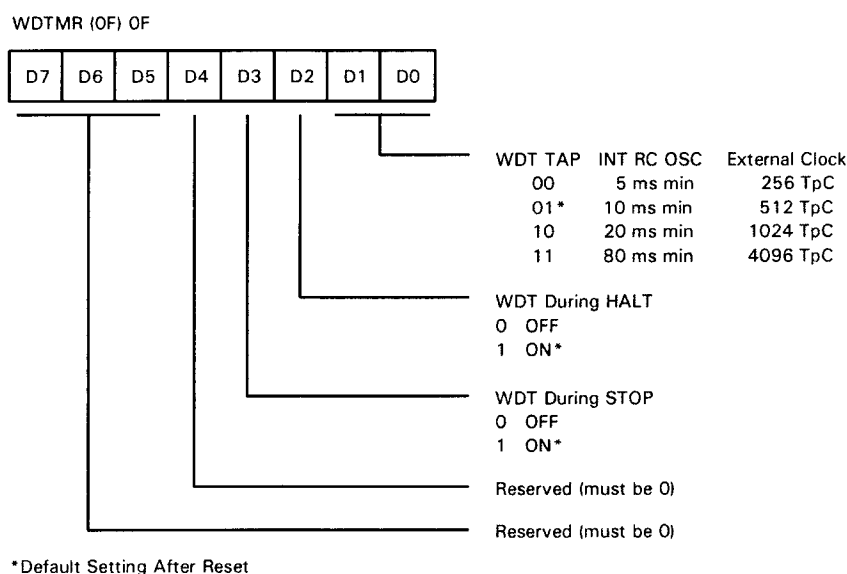 WDTMR (0F) 0F
D7 D6 D5 D4 D3 D2 D1 D0
WDT TAP INT RC OSC External Clock
00 5 ms min 256 TpC
01* 10 ms min 512 TpC
10 20 ms min 1024 TpC
11 80 ms min 4096 TpC
WDT During HALT
0 OFF
1 ON*
WDT During STOP
0 OFF
1 ON*
Reserved (must be 0)
Reserved (must be 0)
*Default Setting After Reset